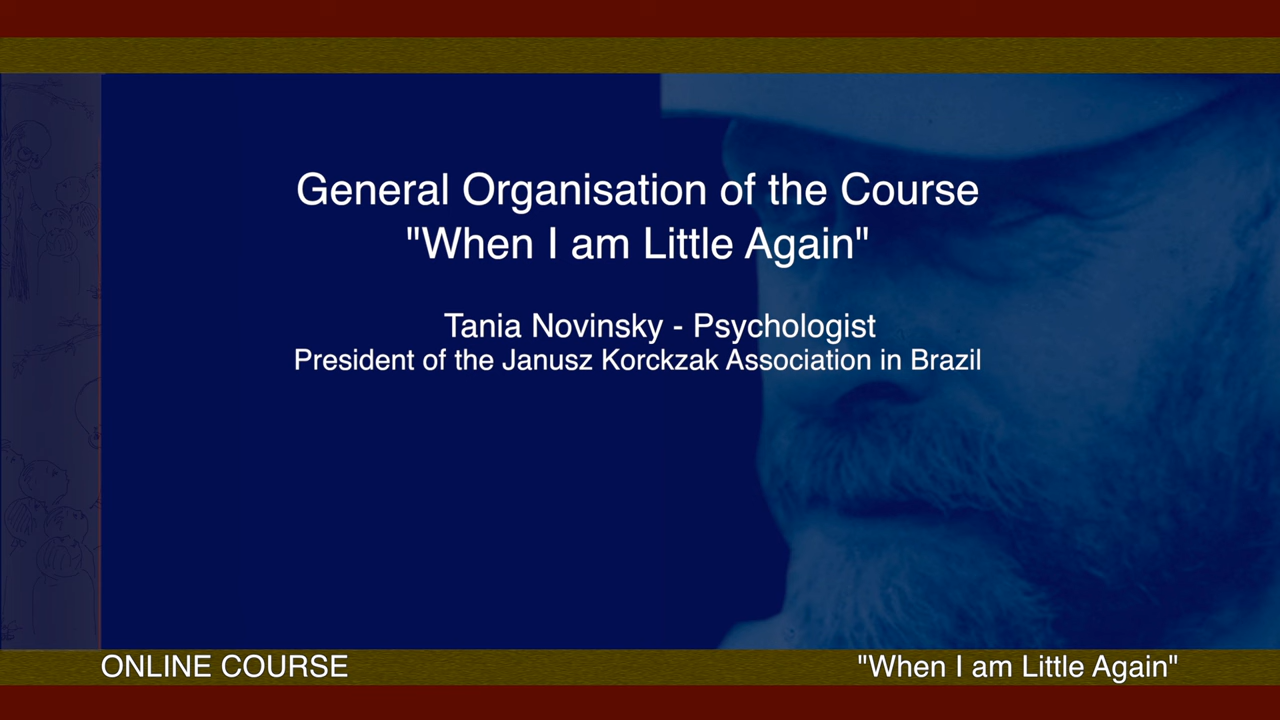 General Organisation of the Course
"When I am Little Again"
Tania Novinsky - Psychologist
President of the Janusz Korckzak Association in Brazil
ONLINE COURSE
"When I am Little Again"